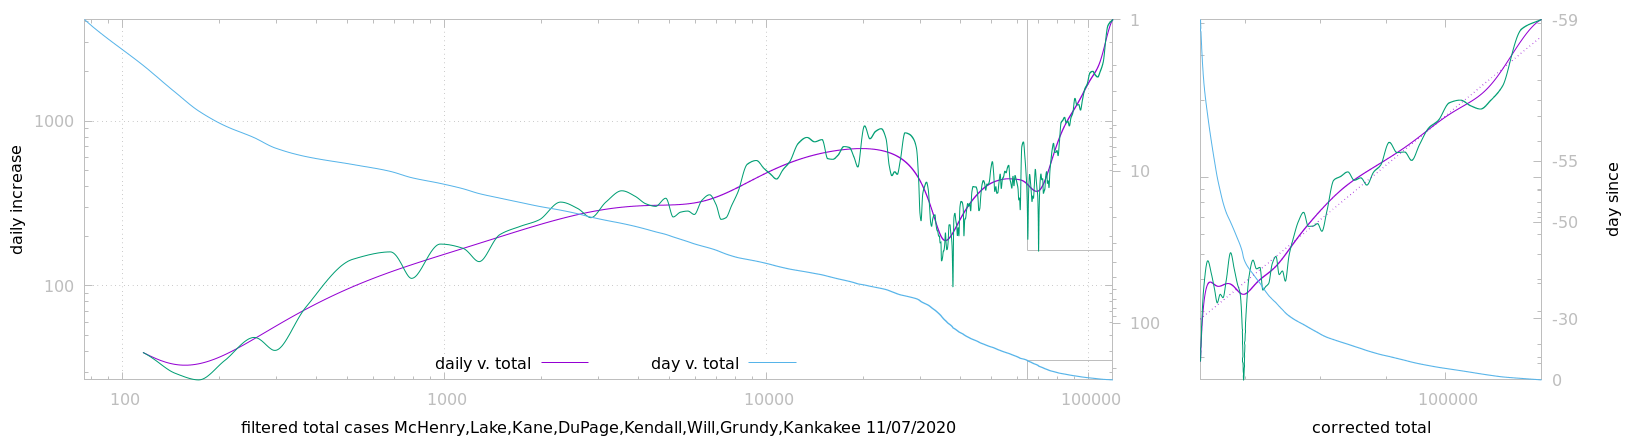 1
-59
1000
-55
10
-50
daily increase
day since
100
100
-30
daily v. total
day v. total
0
100
1000
10000
100000
100000
filtered total cases McHenry,Lake,Kane,DuPage,Kendall,Will,Grundy,Kankakee 11/07/2020
corrected total